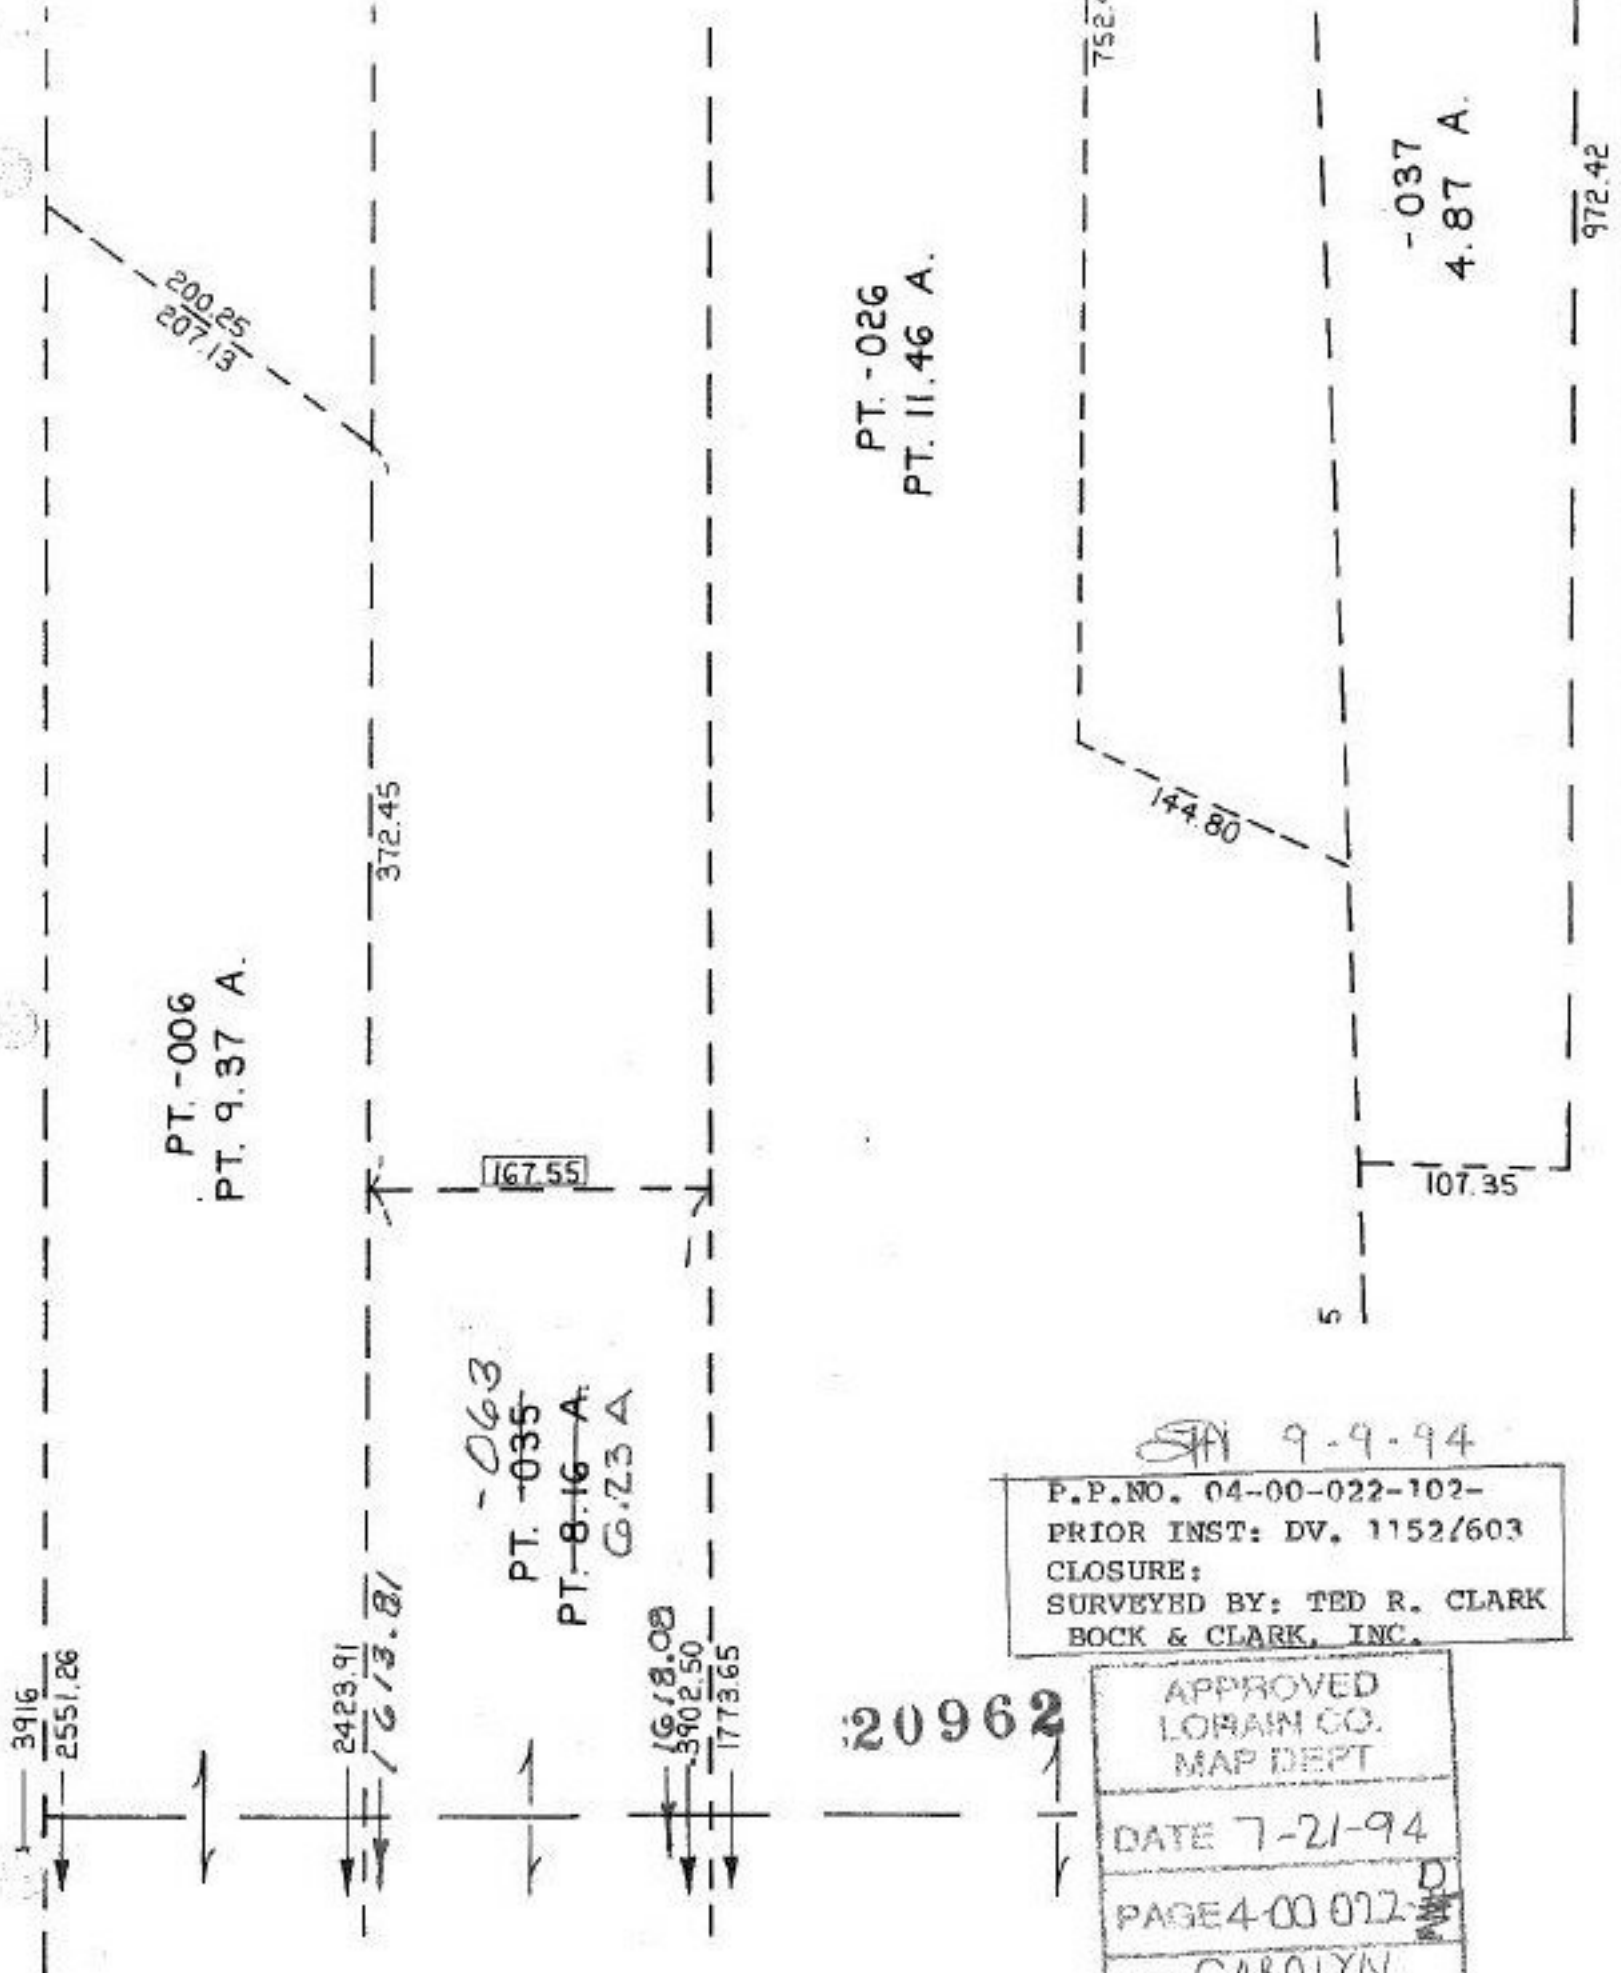 752.
-037
4.87 A.
972.42
200.25
207.13
PT. -026
PT. 11.46 A.
372.45
144.80
PT. -006
PT. 9.37 A.
167.55
107.35
5
-063
PT. -035
PT. 8.16 A.
6.23 A
9-9-94
P.P.NO. 04-00-022-102-
PRIOR INST: DV. 1152/603
CLOSURE:
SURVEYED BY: TED R. CLARK
BOCK & CLARK, INC.
3916
2551.26
2423.91
1613.81
1618.08
3902.50
1773.65
20962
APPROVED
LORAIN CO.
MAP DEPT
DATE 7-21-94
PAGE 4-00 022-D
CAROLYN